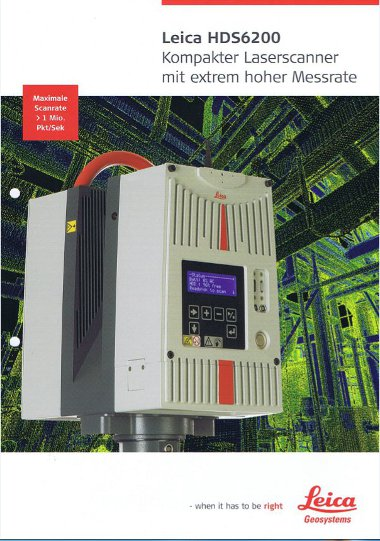 Leica HDS6200
Kompakter Laserscanner
mit extrem hoher Messrate
Maximale
Scanrate
> 1 Mio.
Pkt/Sek
Leica
- when it has to be right
Leica
Geosystems